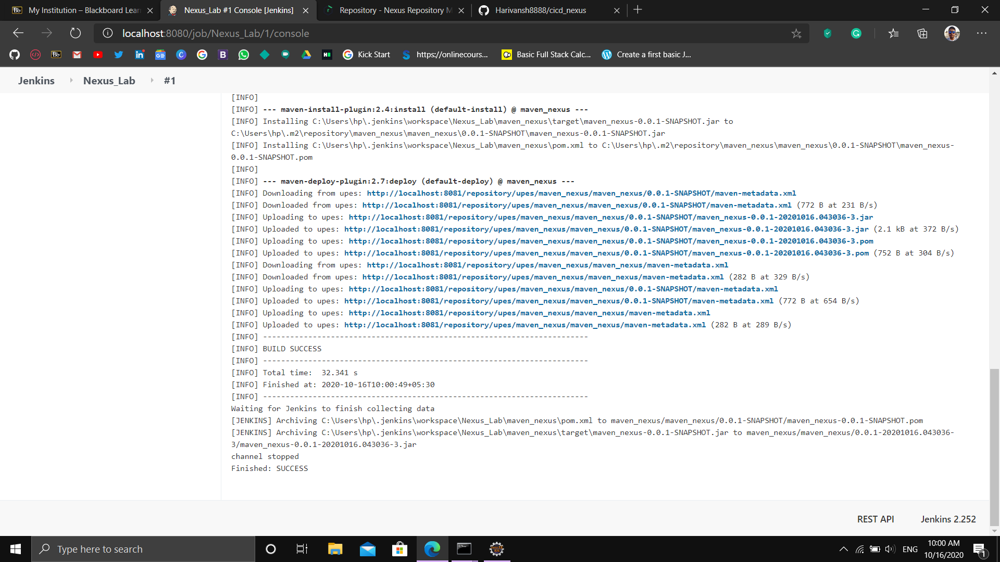 My Institution – Blackboard Lear
Nexus_Lab #1 Console [Jenkins]
Repository - Nexus Repository M
Harivansh8888/cicd_nexus
localhost:8080/job/Nexus_Lab/1/console
Kick Start
https://onlinecours...
Basic Full Stack Calc...
Create a first basic J...
Jenkins
Nexus_Lab
#1
[INFO]
[INFO] --- maven-install-plugin:2.4:install (default-install) @ maven_nexus ---
[INFO] Installing C:\Users\hp\.jenkins\workspace\Nexus_Lab\maven_nexus\target\maven_nexus-0.0.1-SNAPSHOT.jar to
C:\Users\hp\.m2\repository\maven_nexus\maven_nexus\0.0.1-SNAPSHOT\maven_nexus-0.0.1-SNAPSHOT.jar
[INFO] Installing C:\Users\hp\.jenkins\workspace\Nexus_Lab\maven_nexus\pom.xml to C:\Users\hp\.m2\repository\maven_nexus\maven_nexus\0.0.1-SNAPSHOT\maven_nexus-
0.0.1-SNAPSHOT.pom
[INFO]
[INFO] --- maven-deploy-plugin:2.7:deploy (default-deploy) @ maven_nexus ---
[INFO] Downloading from upes: http://localhost:8081/repository/upes/maven_nexus/maven_nexus/0.0.1-SNAPSHOT/maven-metadata.xml
[INFO] Downloaded from upes: http://localhost:8081/repository/upes/maven_nexus/maven_nexus/0.0.1-SNAPSHOT/maven-metadata.xml (772 B at 231 B/s)
[INFO] Uploading to upes: http://localhost:8081/repository/upes/maven_nexus/maven_nexus/0.0.1-SNAPSHOT/maven_nexus-0.0.1-20201016.043036-3.jar
[INFO] Uploaded to upes: http://localhost:8081/repository/upes/maven_nexus/maven_nexus/0.0.1-SNAPSHOT/maven_nexus-0.0.1-20201016.043036-3.jar (2.1 kB at 372 B/s)
[INFO] Uploading to upes: http://localhost:8081/repository/upes/maven_nexus/maven_nexus/0.0.1-SNAPSHOT/maven_nexus-0.0.1-20201016.043036-3.pom
[INFO] Uploaded to upes: http://localhost:8081/repository/upes/maven_nexus/maven_nexus/0.0.1-SNAPSHOT/maven_nexus-0.0.1-20201016.043036-3.pom (752 B at 304 B/s)
[INFO] Downloading from upes: http://localhost:8081/repository/upes/maven_nexus/maven_nexus/maven-metadata.xml
[INFO] Downloaded from upes: http://localhost:8081/repository/upes/maven_nexus/maven_nexus/maven-metadata.xml (282 B at 329 B/s)
[INFO] Uploading to upes: http://localhost:8081/repository/upes/maven_nexus/maven_nexus/0.0.1-SNAPSHOT/maven-metadata.xml
[INFO] Uploaded to upes: http://localhost:8081/repository/upes/maven_nexus/maven_nexus/0.0.1-SNAPSHOT/maven-metadata.xml (772 B at 654 B/s)
[INFO] Uploading to upes: http://localhost:8081/repository/upes/maven_nexus/maven_nexus/maven-metadata.xml
[INFO] Uploaded to upes: http://localhost:8081/repository/upes/maven_nexus/maven_nexus/maven-metadata.xml (282 B at 289 B/s)
[INFO] ------------------------------------------------------------------------
[INFO] BUILD SUCCESS
[INFO] ------------------------------------------------------------------------
[INFO] Total time:  32.341 s
[INFO] Finished at: 2020-10-16T10:00:49+05:30
[INFO] ------------------------------------------------------------------------
Waiting for Jenkins to finish collecting data
[JENKINS] Archiving C:\Users\hp\.jenkins\workspace\Nexus_Lab\maven_nexus\pom.xml to maven_nexus/maven_nexus/0.0.1-SNAPSHOT/maven_nexus-0.0.1-SNAPSHOT.pom
[JENKINS] Archiving C:\Users\hp\.jenkins\workspace\Nexus_Lab\maven_nexus\target\maven_nexus-0.0.1-SNAPSHOT.jar to maven_nexus/maven_nexus/0.0.1-20201016.043036-
3/maven_nexus-0.0.1-20201016.043036-3.jar
channel stopped
Finished: SUCCESS
REST API
Jenkins 2.252
Type here to search
ENG
10:00 AM
10/16/2020
1